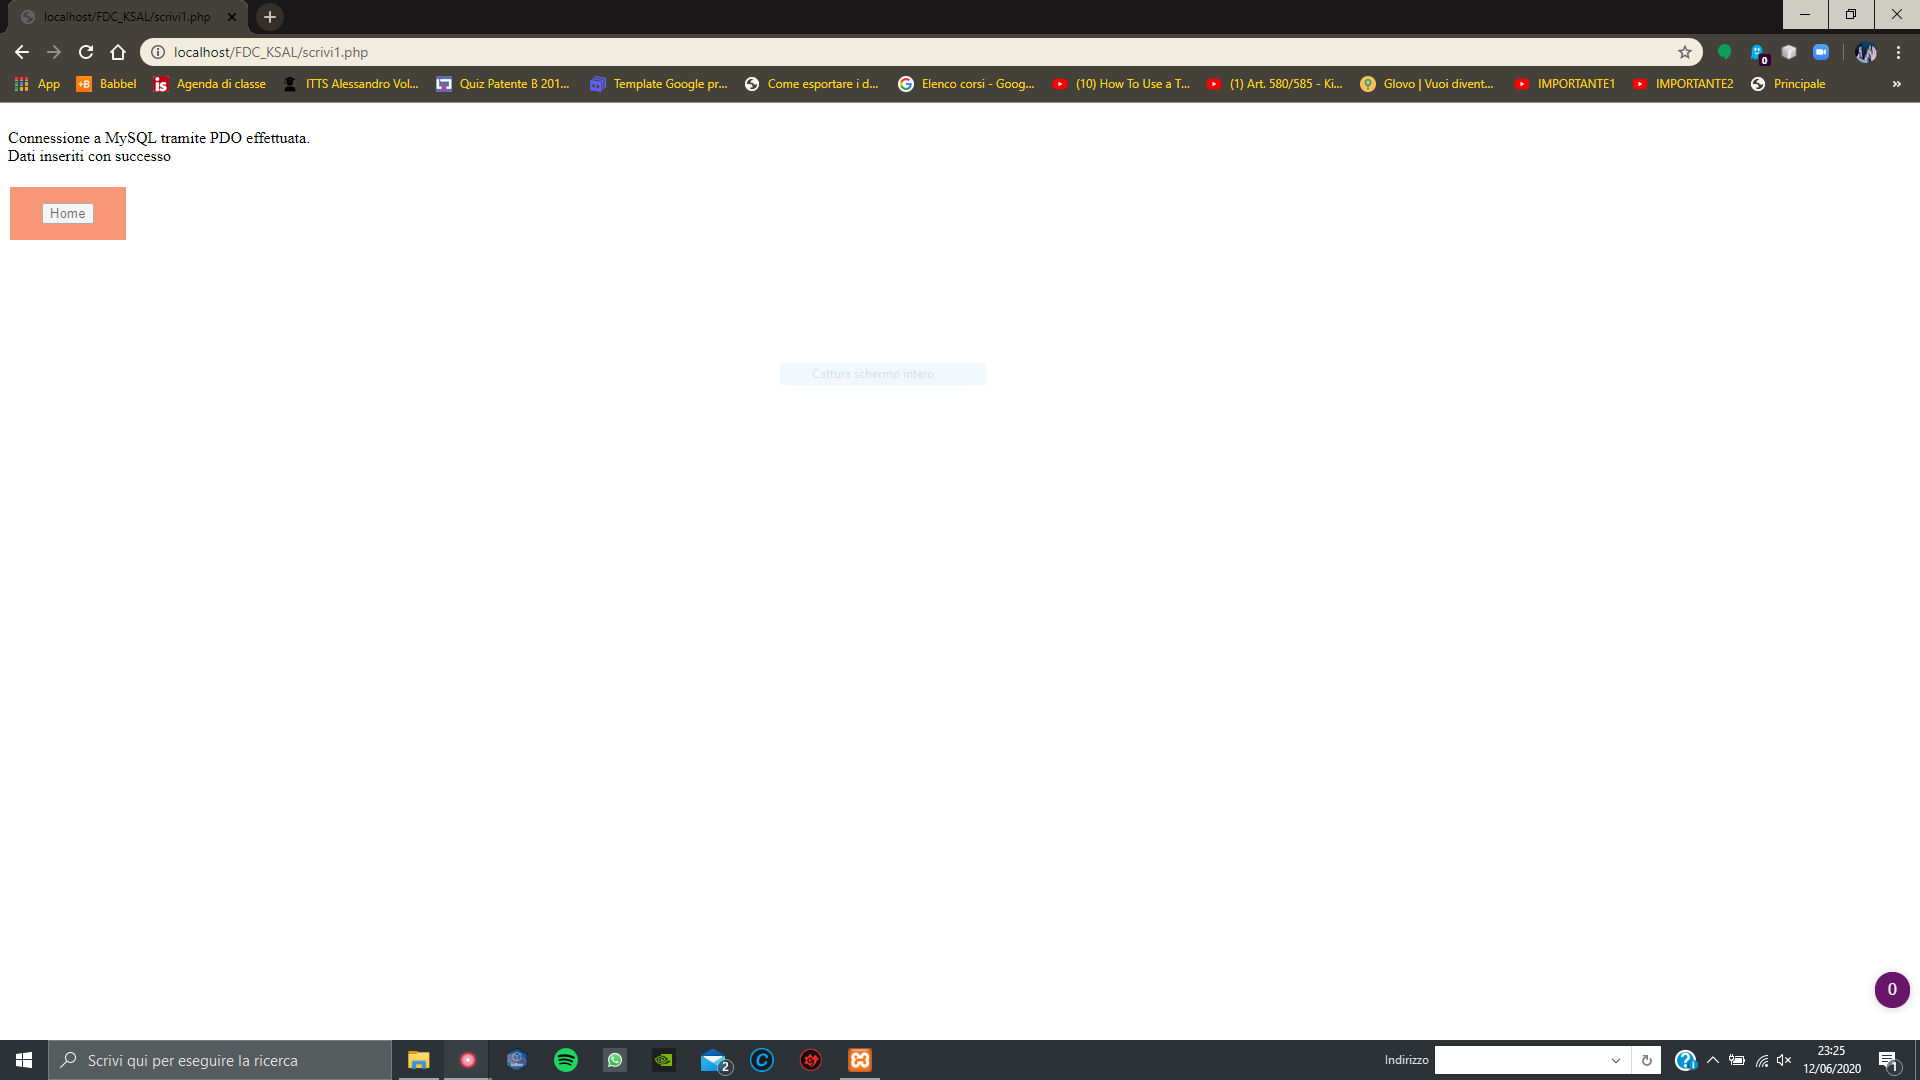 localhost/FDC_KSAL/scrivi1.php
localhost/FDC_KSAL/scrivi1.php
App
Babbel
Agenda di classe
ITTS Alessandro Vol...
Quiz Patente B 201...
Template Google pr...
Come esportare i d...
Elenco corsi - Goog...
(10) How To Use a T...
(1) Art. 580/585 - Ki...
Glovo | Vuoi divent...
IMPORTANTE1
IMPORTANTE2
Principale
»
Connessione a MySQL tramite PDO effettuata.
Dati inseriti con successo
Home
Cattura schermo intero
0
Scrivi qui per eseguire la ricerca
2
Indirizzo
23:25
12/06/2020
1